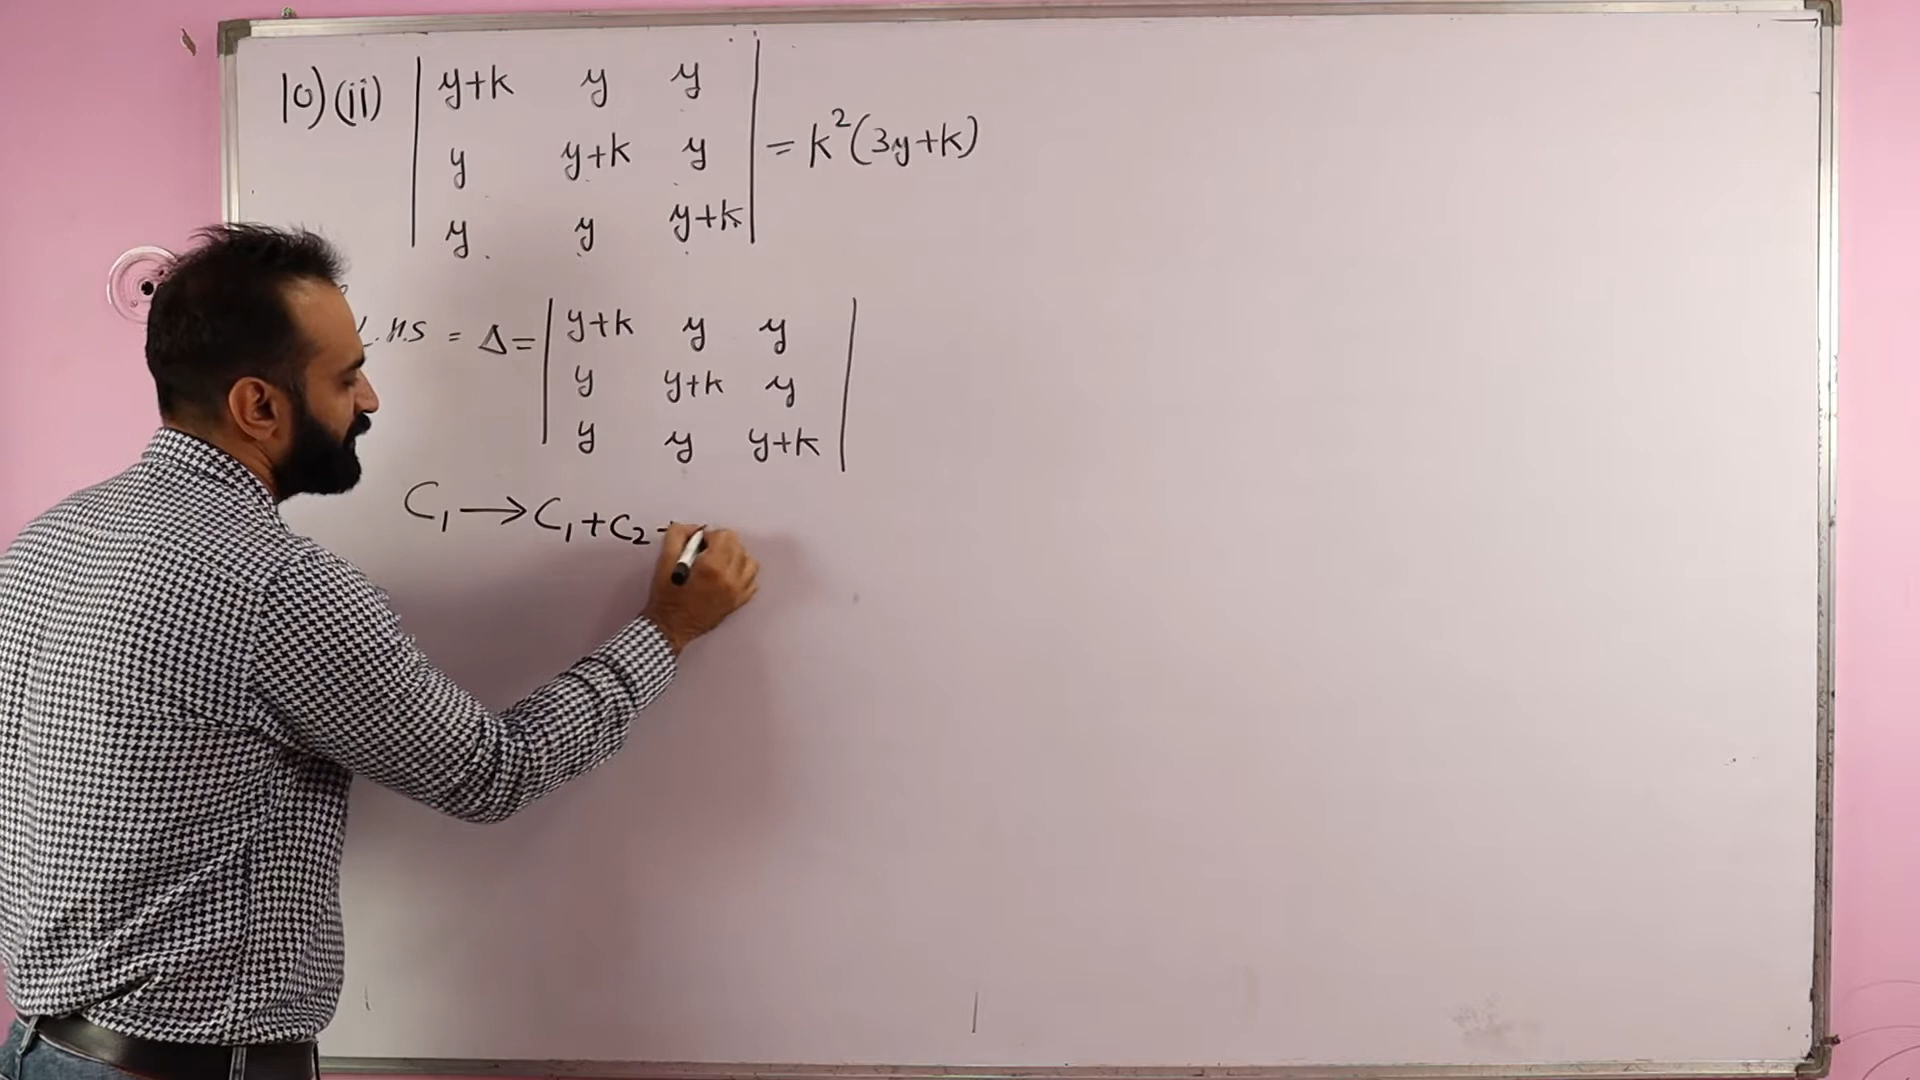 10) (ii) | y+k y y |
| y y+k y | = k²(3y+k)
| y y y+k |
L.H.S = Δ = | y+k y y |
| y y+k y |
| y y y+k |
C₁ → C₁+C₂+